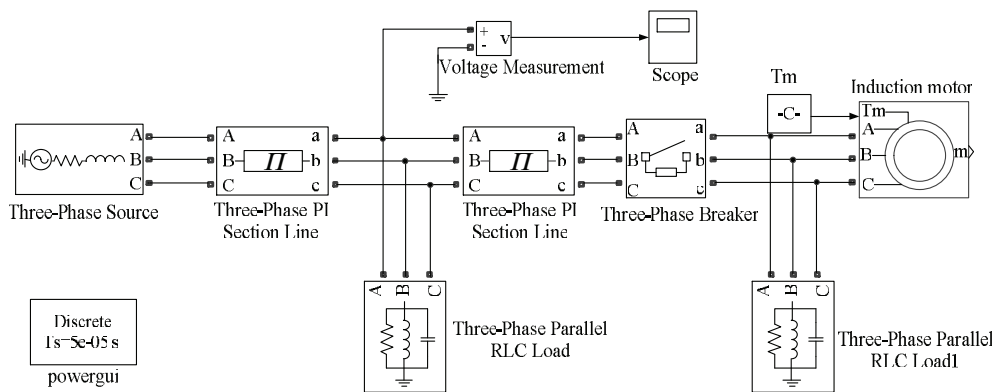 +
-
v
Voltage Measurement
Scope
Tm
-C-
Induction motor
Tm
A
B
C
m
A
B
C
Three-Phase Source
A
B
C
Π
a
b
c
Three-Phase PI
Section Line
A
B
C
Π
a
b
c
Three-Phase PI
Section Line
A
B
C
a
b
c
Three-Phase Breaker
A
B
C
Three-Phase Parallel
RLC Load
A
B
C
Three-Phase Parallel
RLC Load1
Discrete
Ts=5e-05 s
powergui